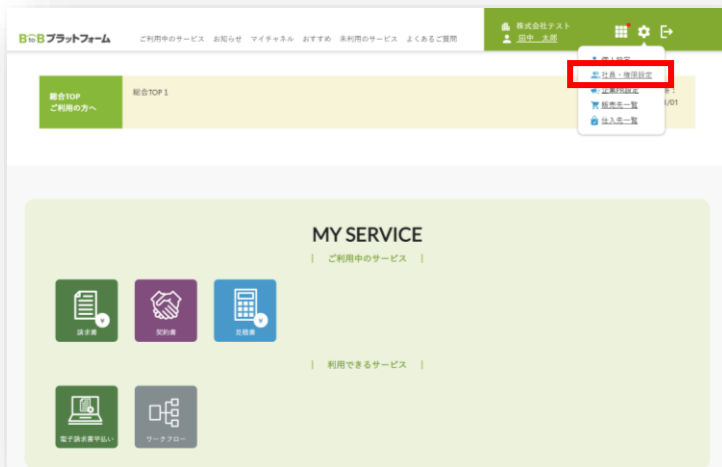 BtoBプラットフォーム
ご利用中のサービス お知らせ マイチャネル おすすめ 未利用のサービス よくあるご質問
株式会社テスト
田中 太郎
社員・権限設定
企業内設定
販売先一覧
仕入先一覧
総合TOP
ご利用の方へ
総合TOP 1
/01
MY SERVICE
| ご利用中のサービス |
請求書
契約書
見積書
| 利用できるサービス |
電子請求書早払い
ワークフロー